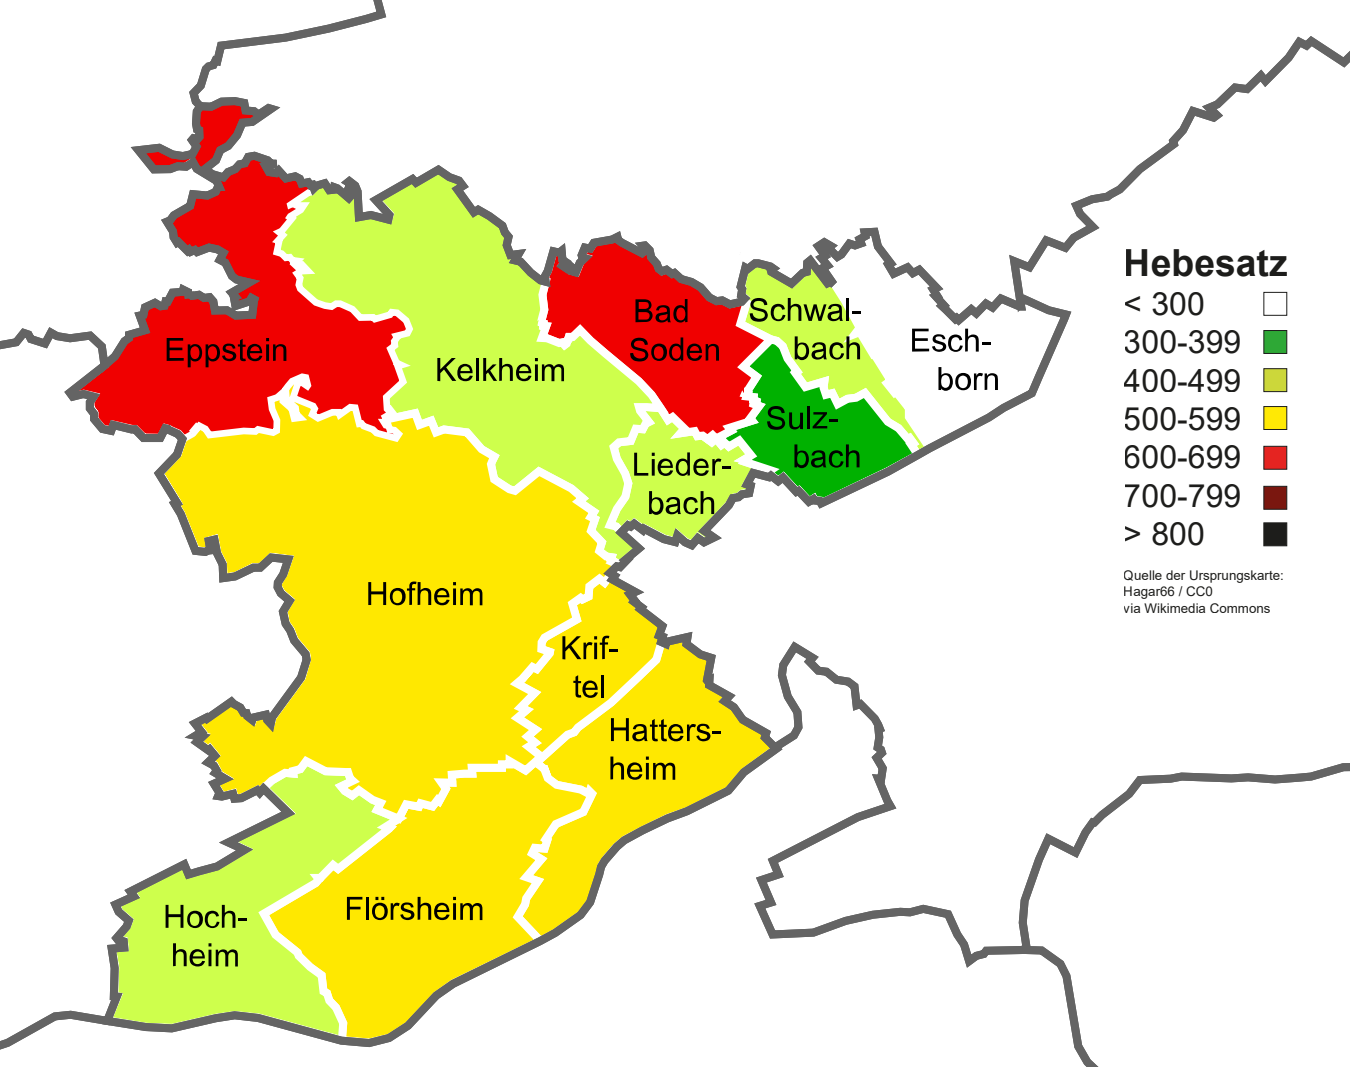 Eppstein
Kelkheim
Bad
Soden
Schwal-
bach
Esch-
born
Sulz-
bach
Lieder-
bach
Hofheim
Krif-
tel
Hatters-
heim
Flörsheim
Hoch-
heim
Hebesatz
< 300
300-399
400-499
500-599
600-699
700-799
> 800
Quelle der Ursprungskarte:
Hagar66 / CC0
via Wikimedia Commons